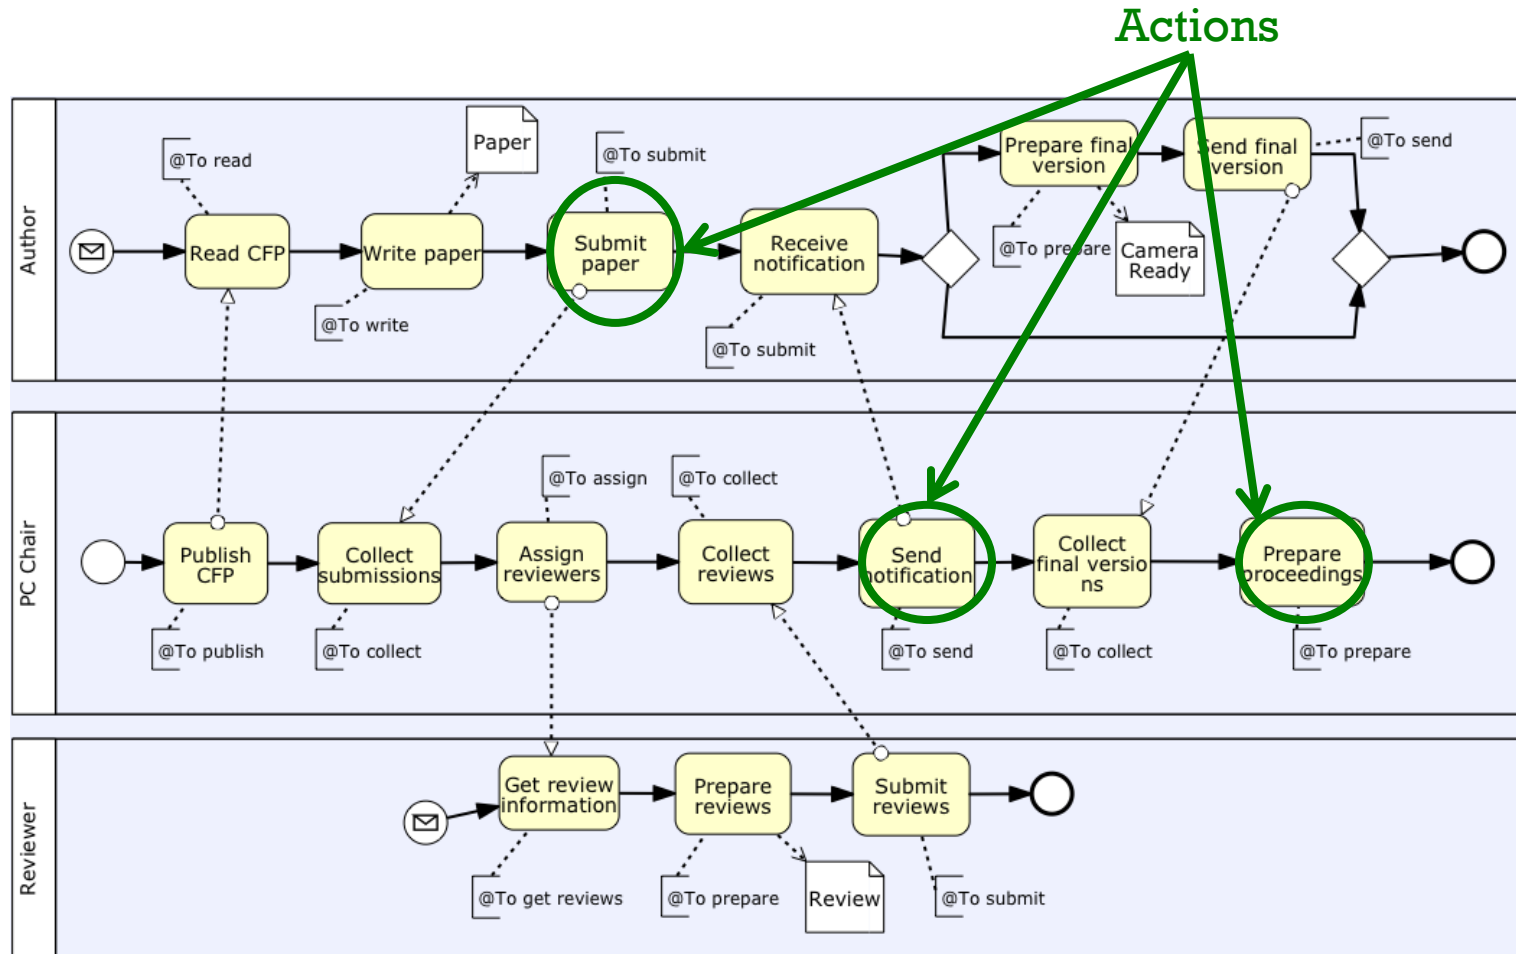 Actions
Author
@To read
Paper
@To submit
Prepare final
version
Send final
version
@To send
Read CFP
Write paper
Submit
paper
Receive
notification
@To prepare
Camera
Ready
@To write
@To submit
PC Chair
@To assign
@To collect
Publish
CFP
Collect
submissions
Assign
reviewers
Collect
reviews
Send
notification
Collect
final versio
ns
Prepare
proceedings
@To publish
@To collect
@To send
@To collect
@To prepare
Reviewer
Get review
information
Prepare
reviews
Submit
reviews
@To get reviews
@To prepare
Review
@To submit